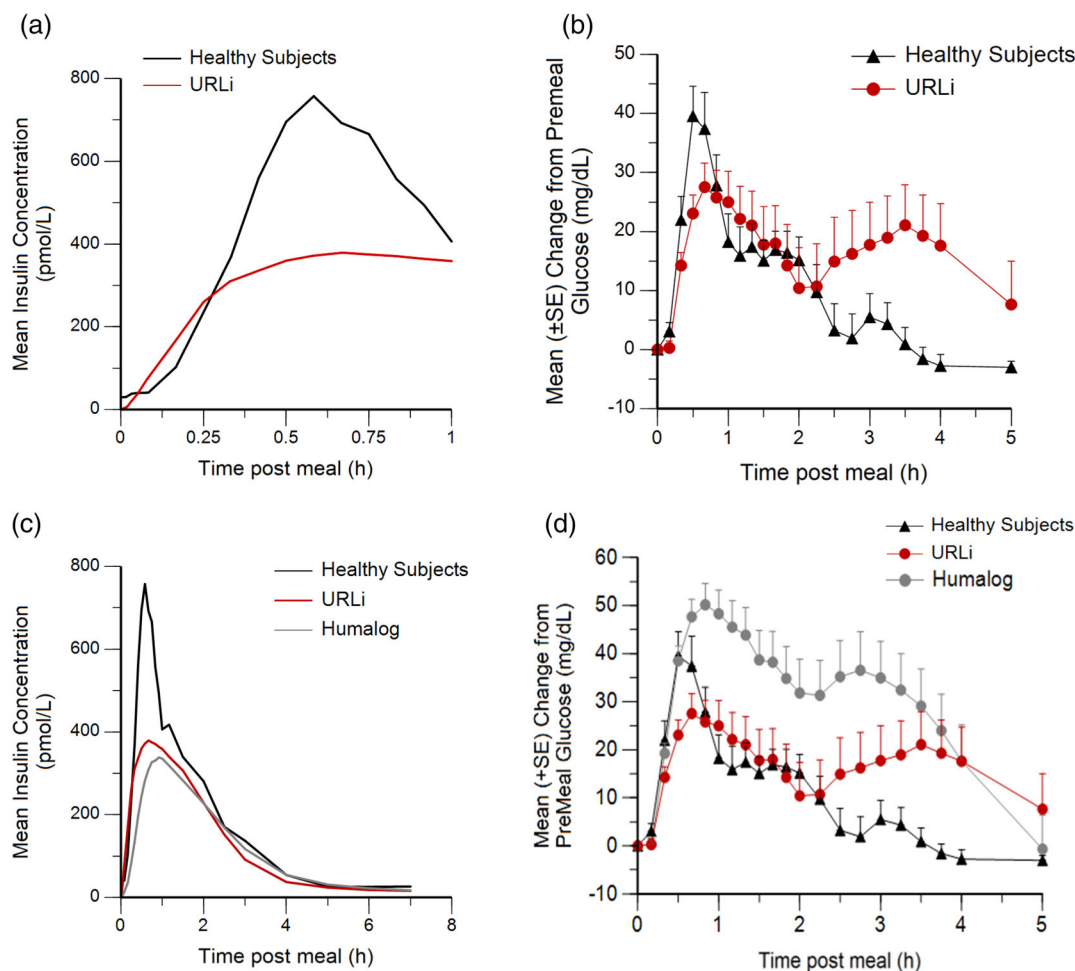 (a)
Healthy Subjects
URLi
Mean Insulin Concentration
(pmol/L)
800
600
400
200
0
0
0.25
0.5
0.75
1
Time post meal (h)
(b)
Healthy Subjects
URLi
Mean (±SE) Change from Premeal
Glucose (mg/dL)
50
40
30
20
10
0
-10
0
1
2
3
4
5
Time post meal (h)
(c)
Healthy Subjects
URLi
Humalog
Mean Insulin Concentration
(pmol/L)
800
600
400
200
0
0
2
4
6
8
Time post meal (h)
(d)
Healthy Subjects
URLi
Humalog
Mean (+SE) Change from
PreMeal Glucose (mg/dL)
60
50
40
30
20
10
0
-10
0
1
2
3
4
5
Time post meal (h)